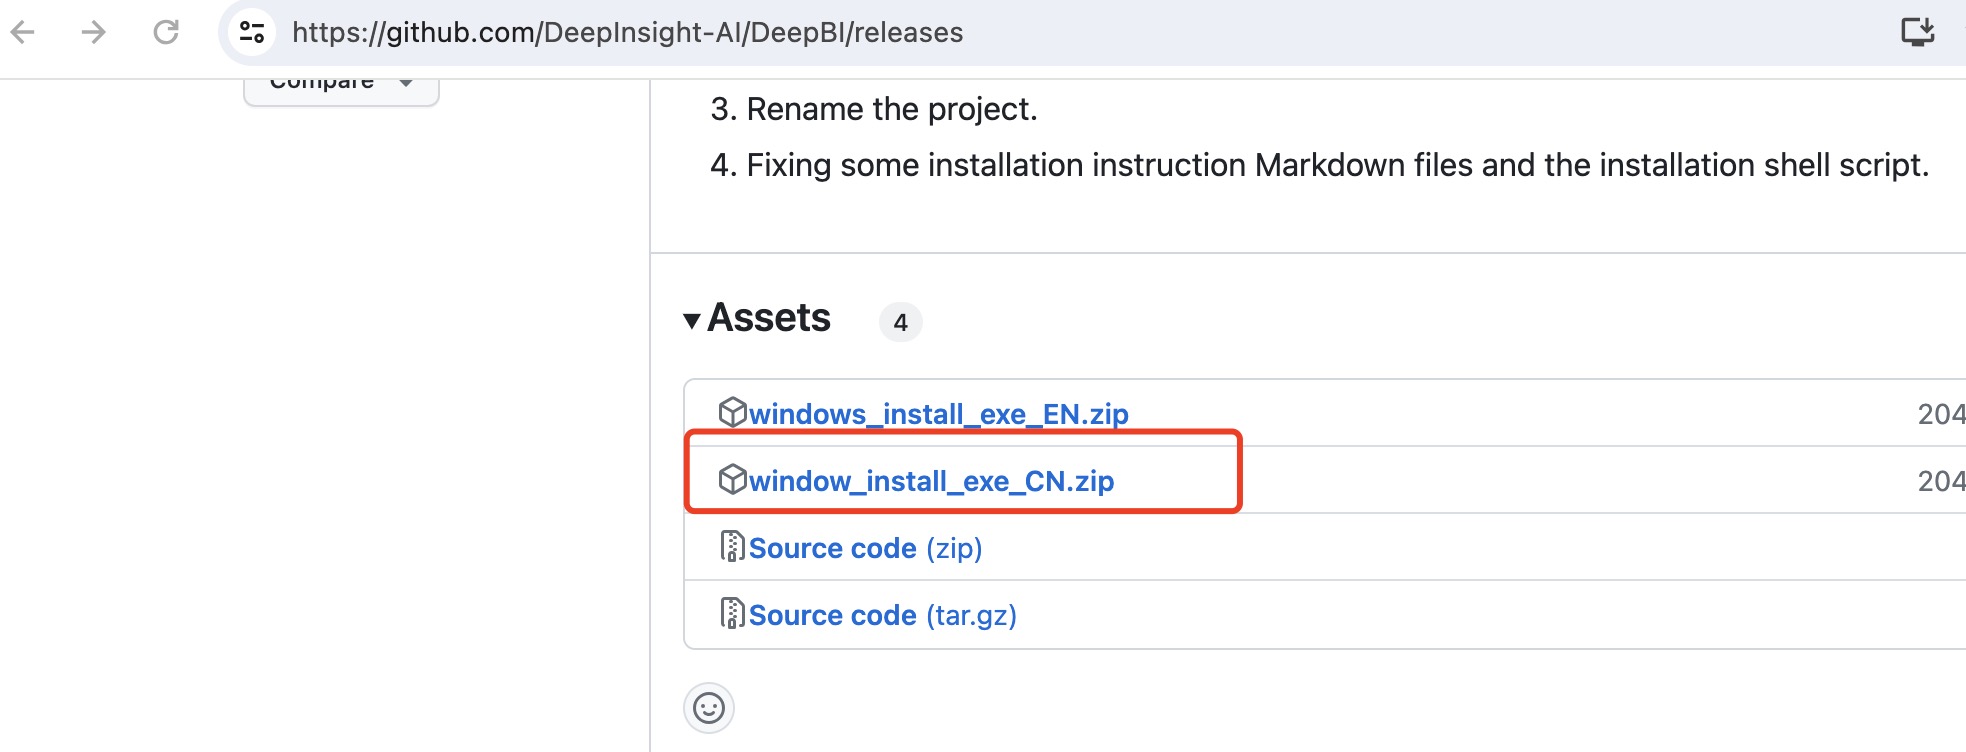 https://github.com/DeepInsight-AI/DeepBI/releases
Compare
3. Rename the project.
4. Fixing some installation instruction Markdown files and the installation shell script.
Assets 4
windows_install_exe_EN.zip 204
window_install_exe_CN.zip 204
Source code (zip)
Source code (tar.gz)